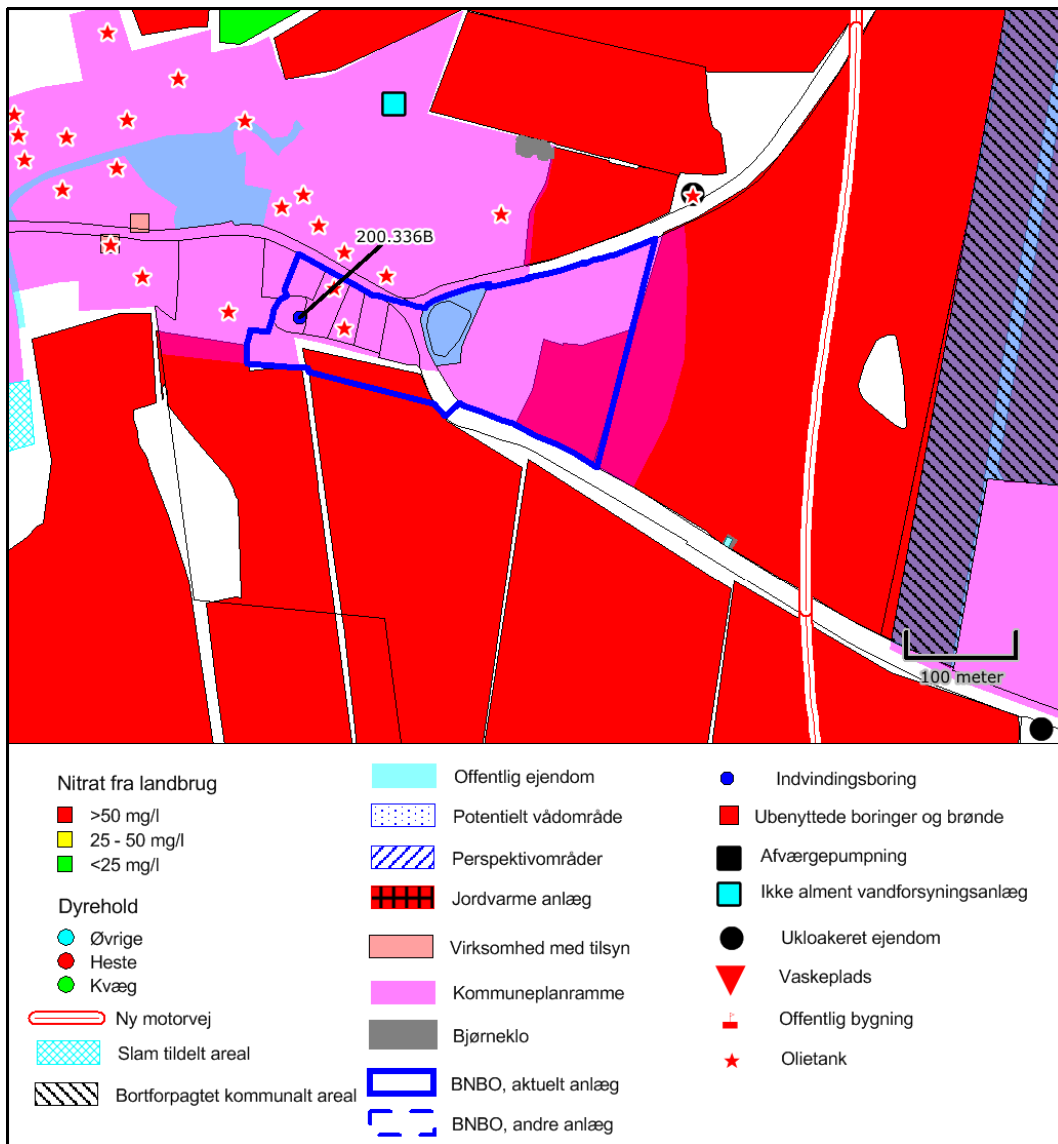 200.336B
100 meter
Nitrat fra landbrug
>50 mg/l
25 - 50 mg/l
<25 mg/l
Dyrehold
Øvrige
Heste
Kvæg
Ny motorvej
Slam tildelt areal
Bortforpagtet kommunalt areal
Offentlig ejendom
Potentielt vådområde
Perspektivområder
Jordvarme anlæg
Virksomhed med tilsyn
Kommuneplanramme
Bjørneklo
BNBO, aktuelt anlæg
BNBO, andre anlæg
Indvindingsboring
Ubenyttede boringer og brønde
Afværgepumpning
Ikke alment vandforsyningsanlæg
Ukloakeret ejendom
Vaskeplads
Offentlig bygning
Olietank